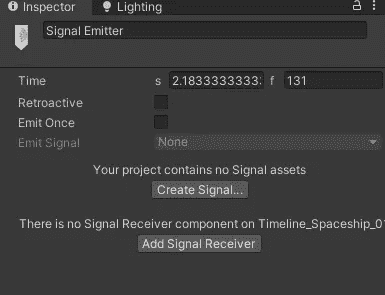 Inspector
Lighting
Signal Emitter
Time s 2.1833333333 f 131
Retroactive
Emit Once
Emit Signal None
Your project contains no Signal assets
Create Signal...
There is no Signal Receiver component on Timeline_Spaceship_01
Add Signal Receiver